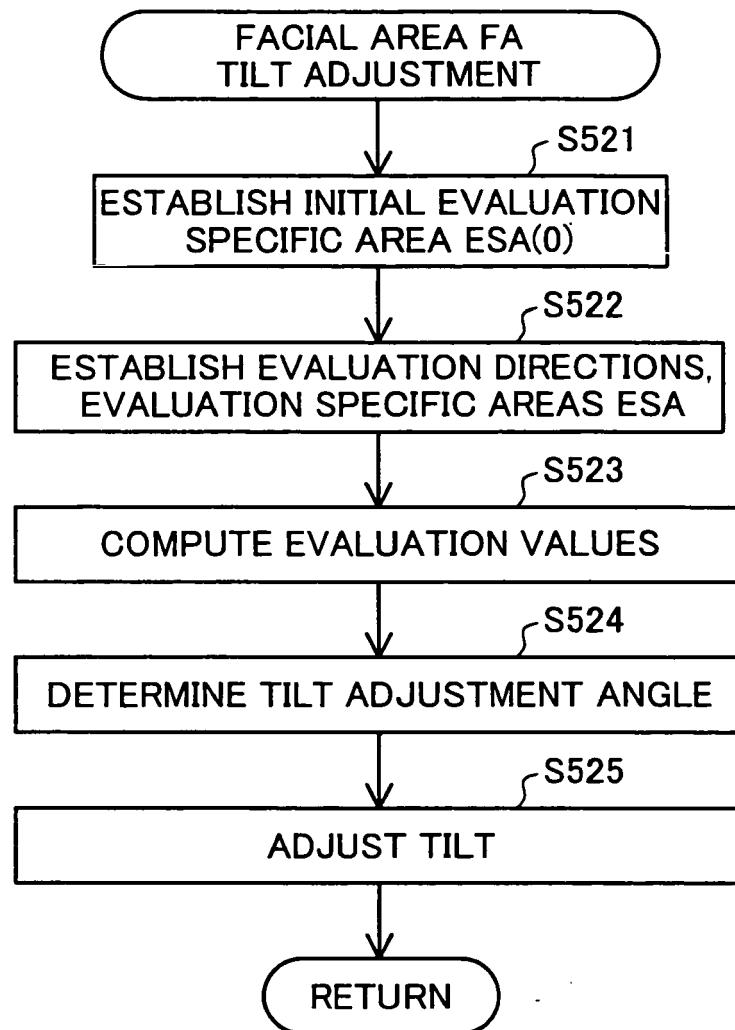 FACIAL AREA FA
TILT ADJUSTMENT
S521
ESTABLISH INITIAL EVALUATION
SPECIFIC AREA ESA(0)
S522
ESTABLISH EVALUATION DIRECTIONS,
EVALUATION SPECIFIC AREAS ESA
S523
COMPUTE EVALUATION VALUES
S524
DETERMINE TILT ADJUSTMENT ANGLE
S525
ADJUST TILT
RETURN